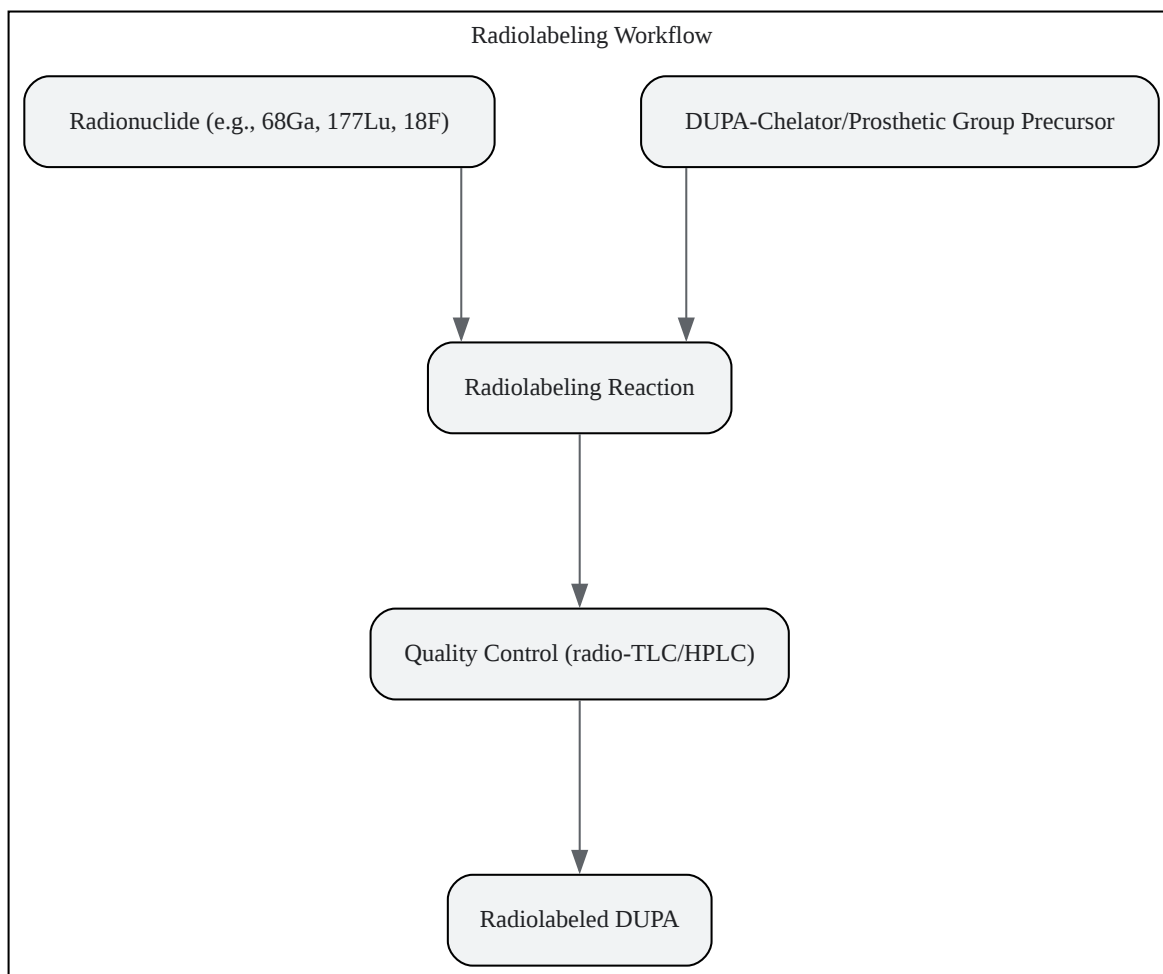 Radiolabeling Workflow
Radionuclide (e.g., 68Ga, 177Lu, 18F)
DUPA-Chelator/Prosthetic Group Precursor
Radiolabeling Reaction
Quality Control (radio-TLC/HPLC)
Radiolabeled DUPA